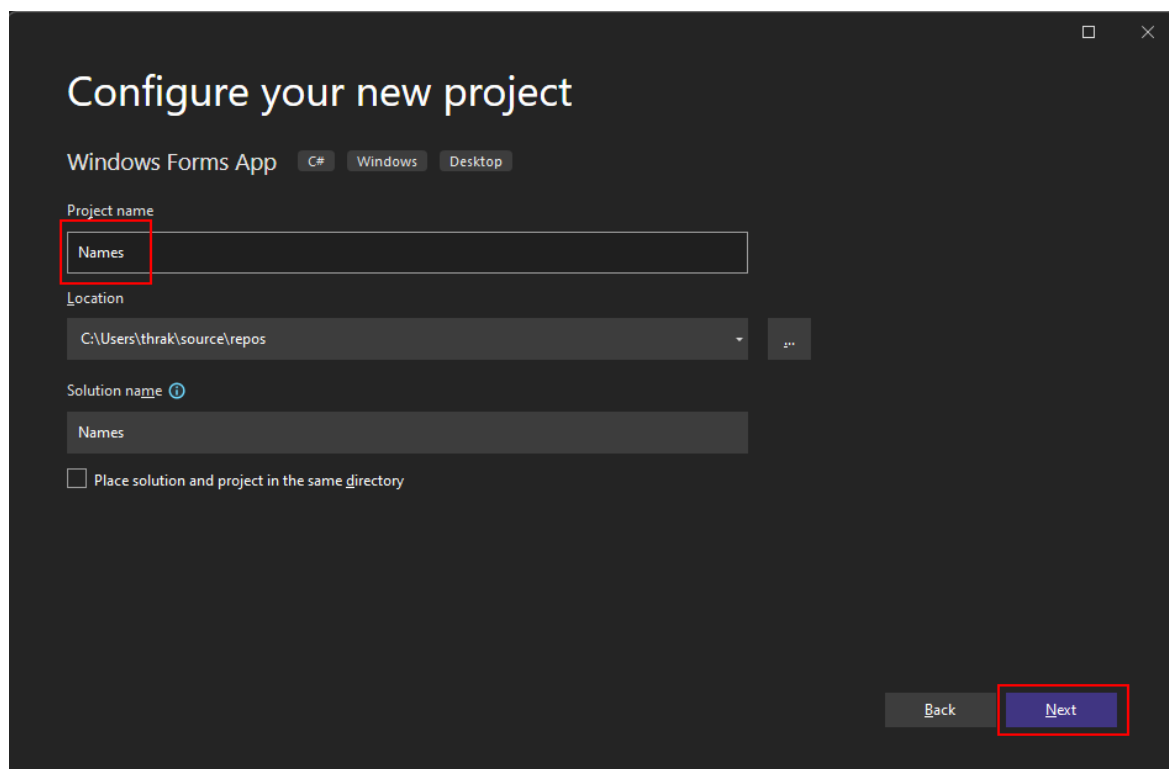 Configure your new project
Windows Forms App C# Windows Desktop
Project name
Names
Location
C:\Users\thrak\source\repos
...
Solution name
Names
Place solution and project in the same directory
Back Next